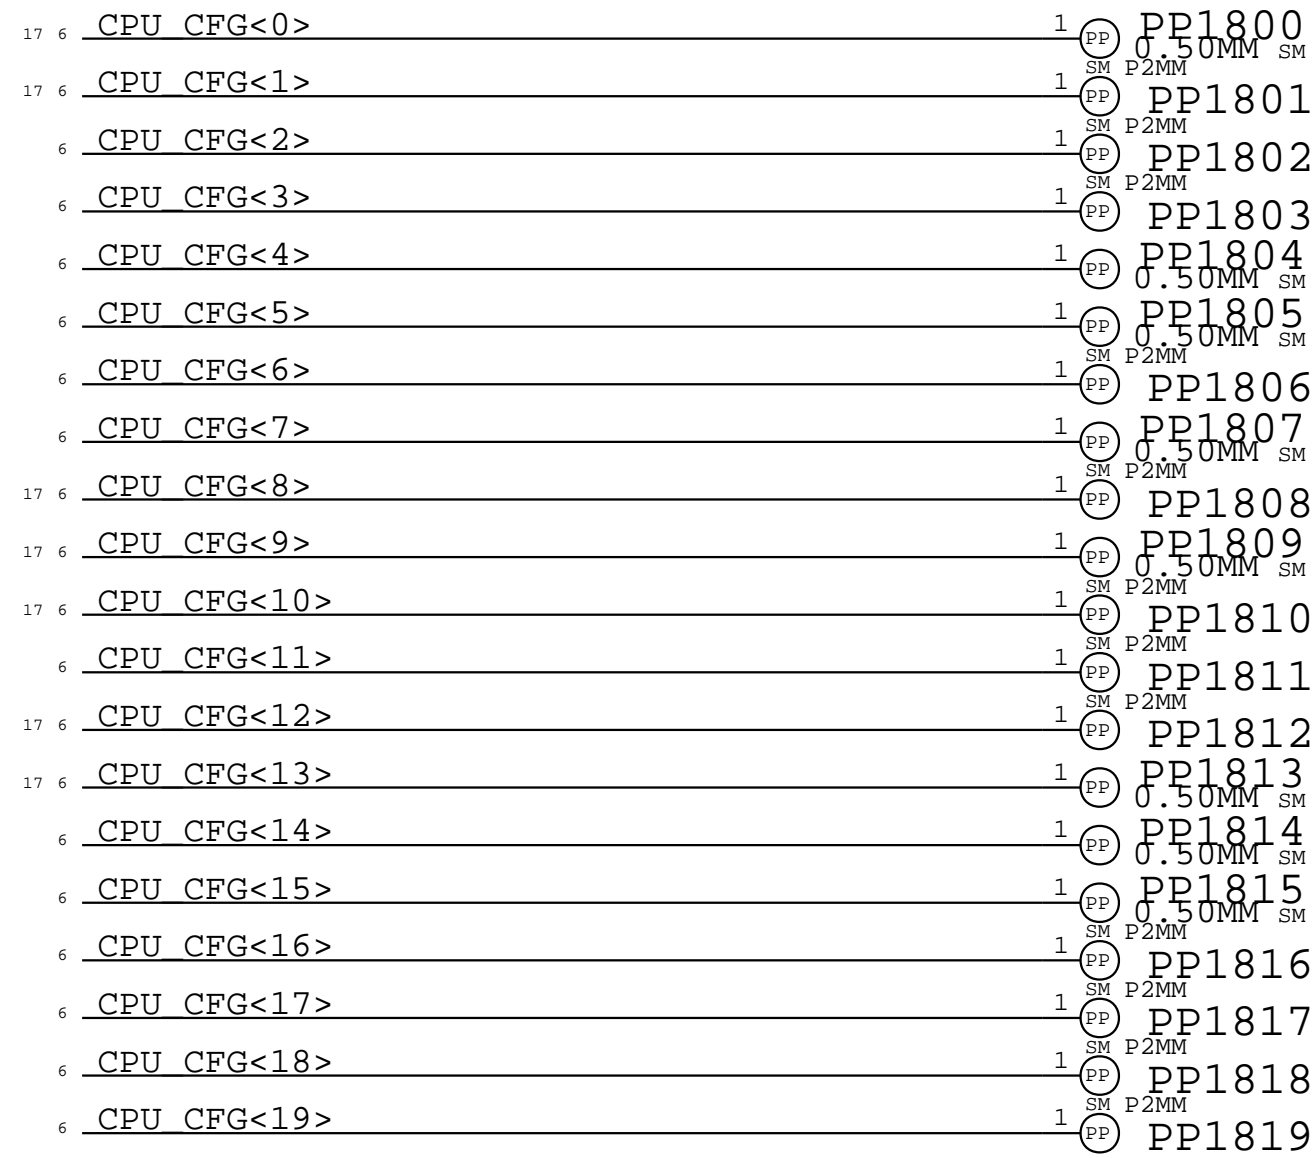 17 6 CPU_CFG<0> 1 PP PP1800
0.50MM SM
SM P2MM
17 6 CPU_CFG<1> 1 PP PP1801
SM P2MM
6 CPU_CFG<2> 1 PP PP1802
SM P2MM
6 CPU_CFG<3> 1 PP PP1803
6 CPU_CFG<4> 1 PP PP1804
0.50MM SM
6 CPU_CFG<5> 1 PP PP1805
0.50MM SM
SM P2MM
6 CPU_CFG<6> 1 PP PP1806
6 CPU_CFG<7> 1 PP PP1807
0.50MM SM
SM P2MM
17 6 CPU_CFG<8> 1 PP PP1808
17 6 CPU_CFG<9> 1 PP PP1809
0.50MM SM
SM P2MM
17 6 CPU_CFG<10> 1 PP PP1810
SM P2MM
6 CPU_CFG<11> 1 PP PP1811
SM P2MM
17 6 CPU_CFG<12> 1 PP PP1812
17 6 CPU_CFG<13> 1 PP PP1813
0.50MM SM
6 CPU_CFG<14> 1 PP PP1814
0.50MM SM
6 CPU_CFG<15> 1 PP PP1815
0.50MM SM
SM P2MM
6 CPU_CFG<16> 1 PP PP1816
SM P2MM
6 CPU_CFG<17> 1 PP PP1817
SM P2MM
6 CPU_CFG<18> 1 PP PP1818
SM P2MM
6 CPU_CFG<19> 1 PP PP1819